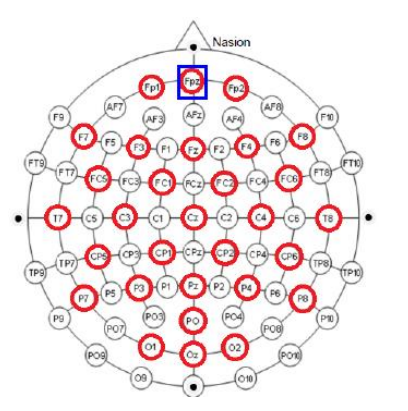 Nasion
Fp1 Fpz Fp2
AF7 AF8
F9 AF3 AFz AF4 F10
F7 F5 F3 F1 Fz F2 F4 F6 F8
FT9 FT7 FC5 FC3 FC1 FCz FC2 FC4 FC6 FT8 FT10
T7 C5 C3 C1 Cz C2 C4 C6 T8
TP9 TP7 CP5 CP3 CP1 CPz CP2 CP4 CP6 TP8 TP10
P7 P5 P3 P1 Pz P2 P4 P6 P8
P9 PO7 PO3 PO PO4 PO8 P10
PO9 O1 Oz O2 PO10
O9 O10